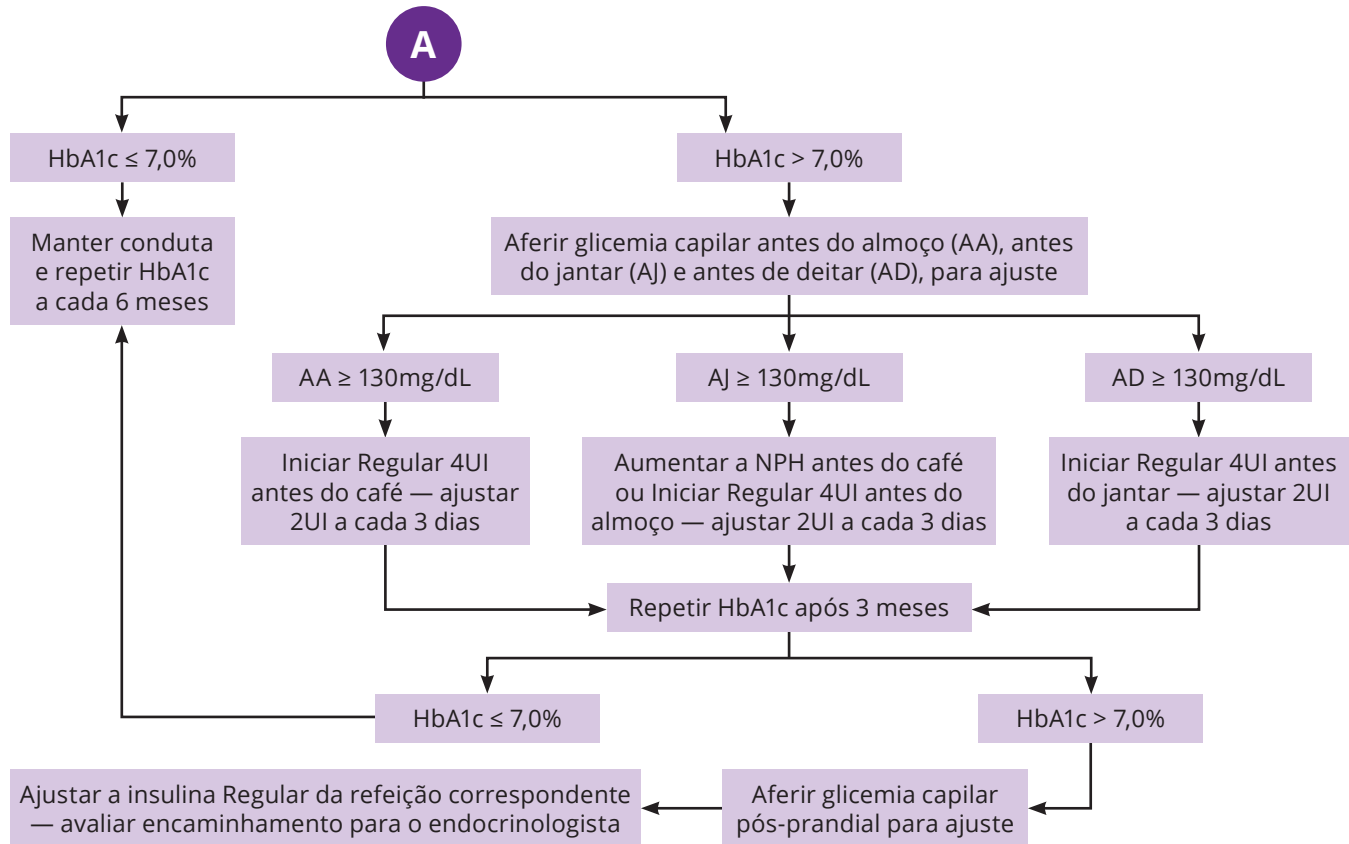 A
HbA1c ≤ 7,0%
HbA1c > 7,0%
Manter conduta
e repetir HbA1c
a cada 6 meses
Aferir glicemia capilar antes do almoço (AA), antes
do jantar (AJ) e antes de deitar (AD), para ajuste
AA ≥ 130mg/dL
AJ ≥ 130mg/dL
AD ≥ 130mg/dL
Iniciar Regular 4UI
antes do café — ajustar
2UI a cada 3 dias
Aumentar a NPH antes do café
ou Iniciar Regular 4UI antes do
almoço — ajustar 2UI a cada 3 dias
Iniciar Regular 4UI antes
do jantar — ajustar 2UI
a cada 3 dias
Repetir HbA1c após 3 meses
HbA1c ≤ 7,0%
HbA1c > 7,0%
Ajustar a insulina Regular da refeição correspondente
— avaliar encaminhamento para o endocrinologista
Aferir glicemia capilar
pós-prandial para ajuste